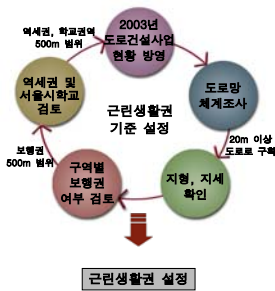 역세권, 학교권역
500m 범위
2003년
도로건설사업
현황 방영
도로망
체계조사
20m 이상
도로로 구획
지형, 지세
확인
구역별
보행권
여부 검토
보행권
500m 범위
역세권 및
서울시학교
검토
근린생활권
기준 설정
근린생활권 설정